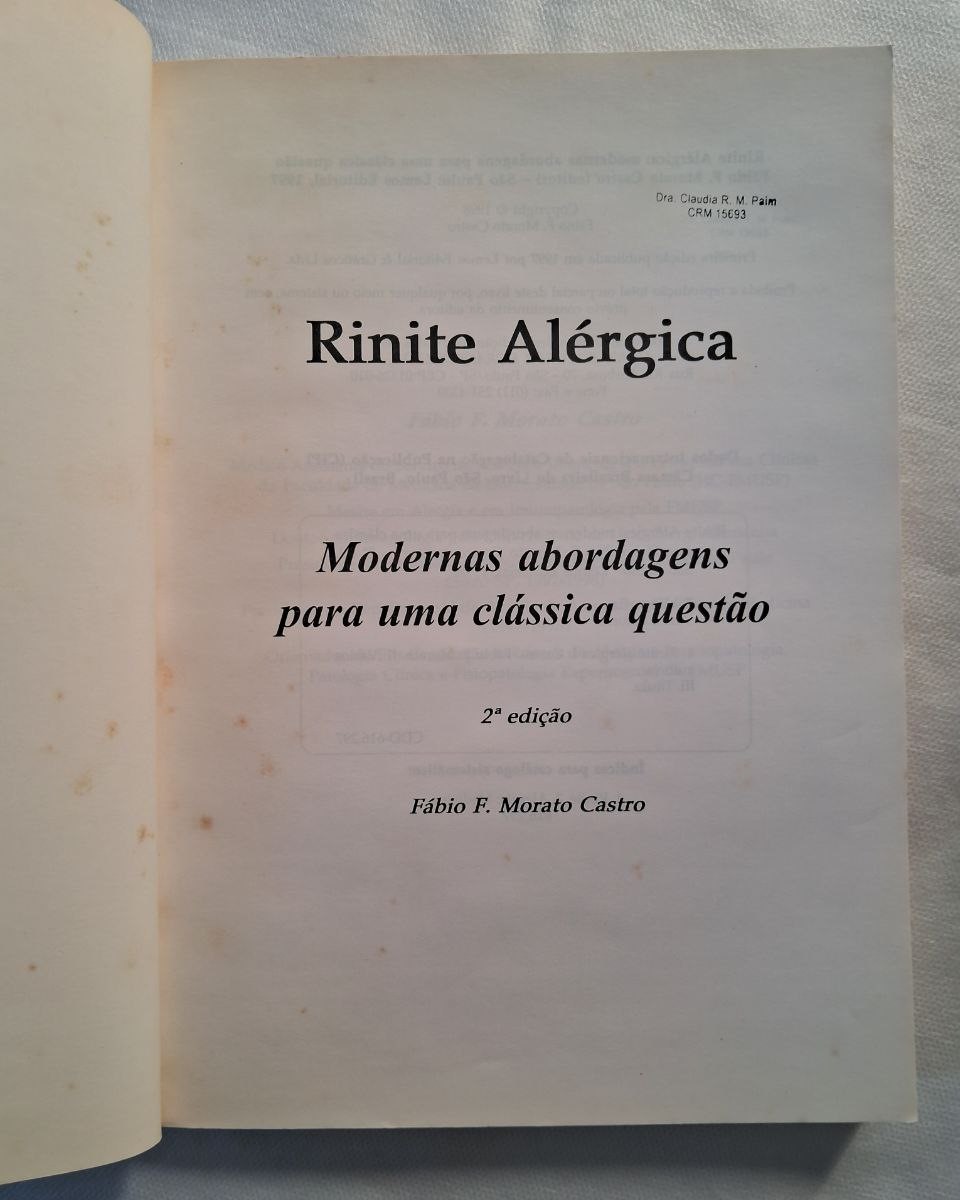 Dra. Claudia R. M. Paim
CRM 15693
Rinite Alérgica
Modernas abordagens
para uma clássica questão
2ª edição
Fábio F. Morato Castro